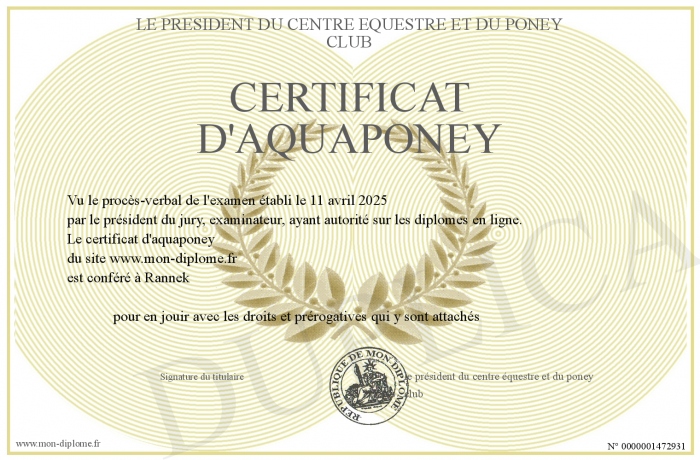 LE PRESIDENT DU CENTRE EQUESTRE ET DU PONEY
CLUB
CERTIFICAT
D'AQUAPONEY
Vu le procès-verbal de l'examen établi le 11 avril 2025
par le président du jury, examinateur, ayant autorité sur les diplomes en ligne.
Le certificat d'aquaponey
du site www.mon-diplome.fr
est conféré à Rannek
pour en jouir avec les droits et prérogatives qui y sont attachés
Signature du titulaire
le président du centre équestre et du poney
club
REPUBLIQUE DE MON-DIPLOME
DUPLICATA
www.mon-diplome.fr
N° 0000001472931